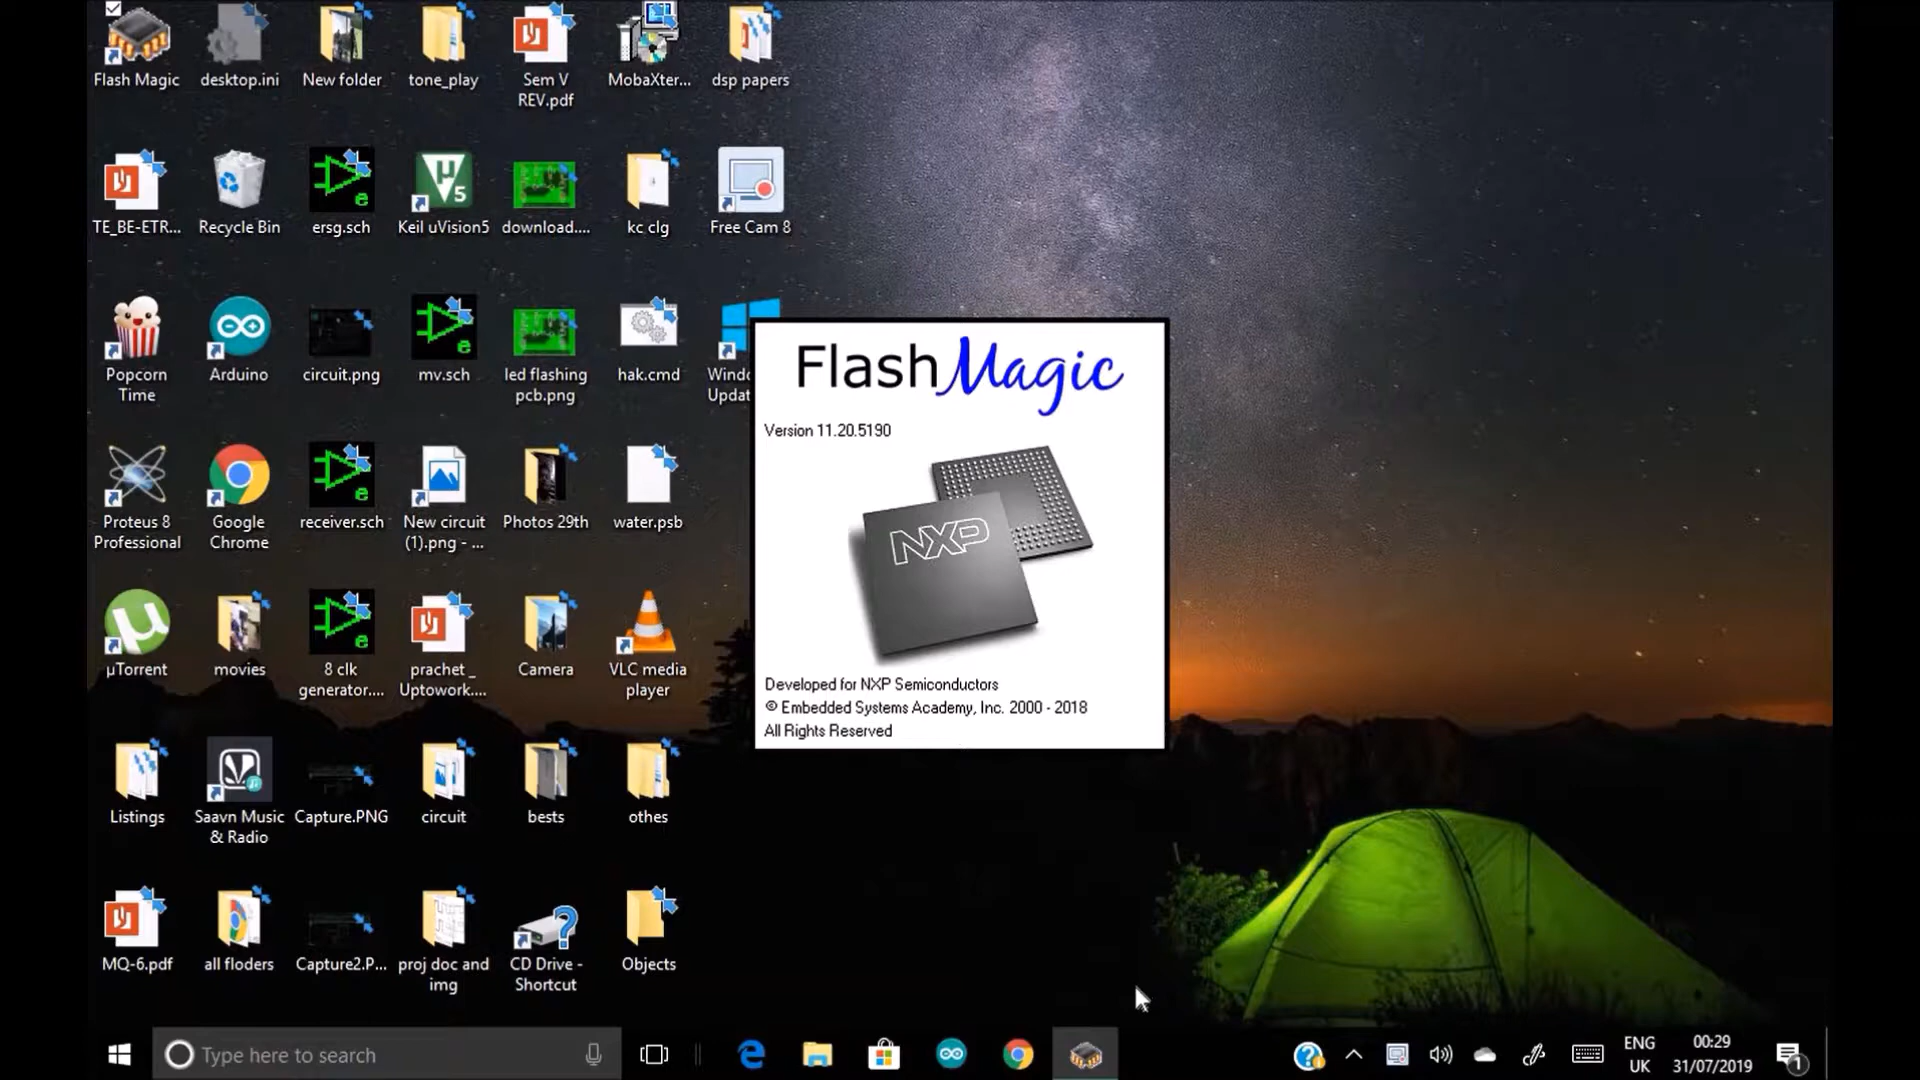 Flash Magic
desktop.ini
New folder
tone_play
Sem V
REV.pdf
MobaXter...
dsp papers
TE_BE-ETR...
Recycle Bin
ersg.sch
Keil uVision5
download....
kc clg
Free Cam 8
Popcorn
Time
Arduino
circuit.png
mv.sch
led flashing
pcb.png
hak.cmd
Windo
Updat
Proteus 8
Professional
Google
Chrome
receiver.sch
New circuit
(1).png - ...
Photos 29th
water.psb
µTorrent
movies
8 clk
generator....
prachet _
Uptowork....
Camera
VLC media
player
Listings
Saavn Music
& Radio
Capture.PNG
circuit
bests
othes
MQ-6.pdf
all floders
Capture2.P...
proj doc and
img
CD Drive -
Shortcut
Objects
Flash Magic
Version 11.20.5190
NXP
Developed for NXP Semiconductors
© Embedded Systems Academy, Inc. 2000 - 2018
All Rights Reserved
Type here to search
ENG
UK
00:29
31/07/2019
1